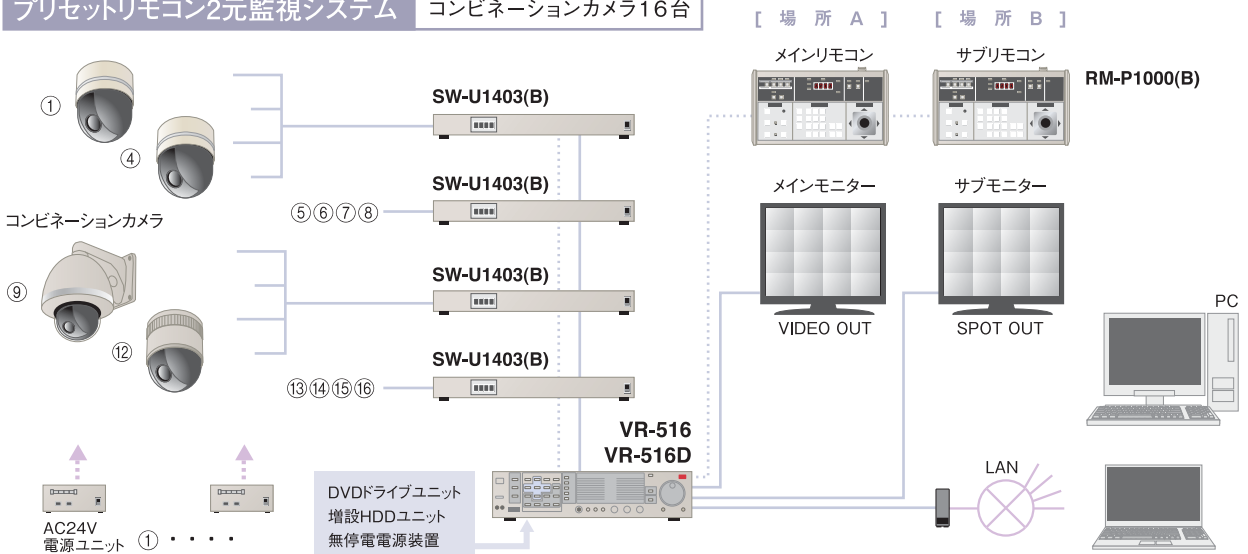 プリセットリモコン2元監視システム
コンビネーションカメラ16台
[ 場 所 A ]
[ 場 所 B ]
メインリモコン
サブリモコン
RM-P1000(B)
①
④
SW-U1403(B)
SW-U1403(B)
⑤⑥⑦⑧
メインモニター
サブモニター
コンビネーションカメラ
⑨
⑫
SW-U1403(B)
VIDEO OUT
SPOT OUT
PC
SW-U1403(B)
⑬⑭⑮⑯
VR-516
VR-516D
LAN
DVDドライブユニット
増設HDDユニット
無停電電源装置
AC24V
電源ユニット ①・・・・